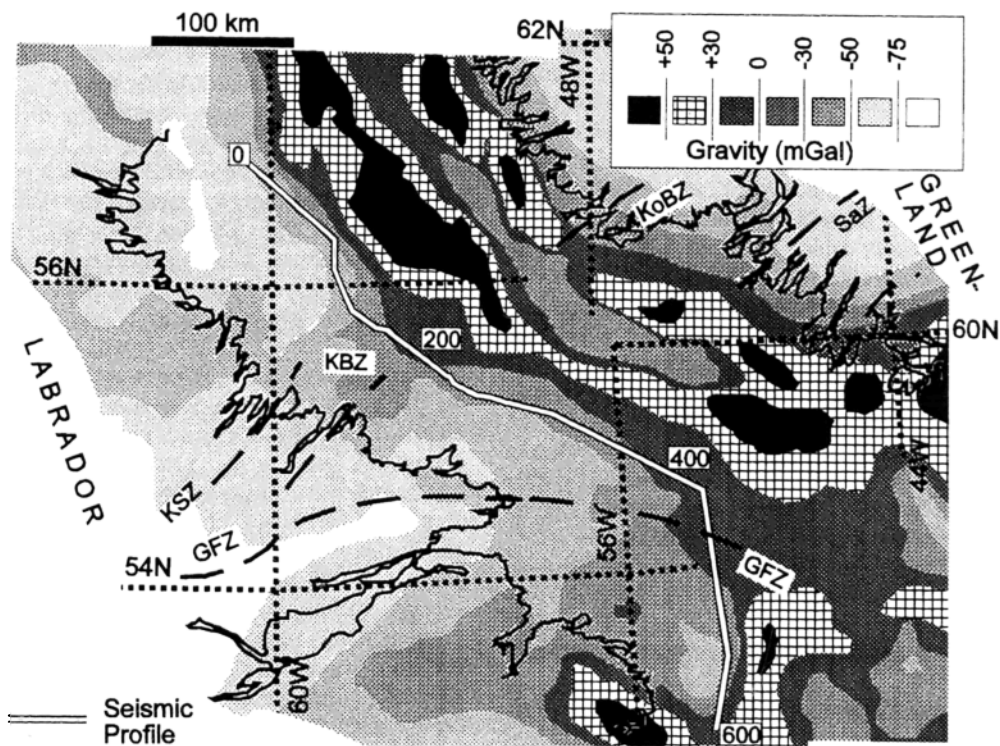 100 km
62N
48W
+50
+30
0
-30
-50
-75
Gravity (mGal)
GREEN-
LAND
0
KoBZ
SaZ
56N
60N
200
KBZ
LABRADOR
44W
400
KSZ
GFZ
56W
54N
GFZ
60W
Seismic
Profile
600